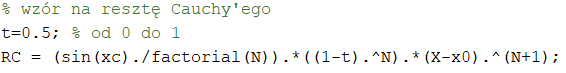 % wzór na resztę Cauchy'ego
t=0.5; % od 0 do 1
RC = (sin(xc)./factorial(N)).*((1-t).^N).*(X-x0).^(N+1);